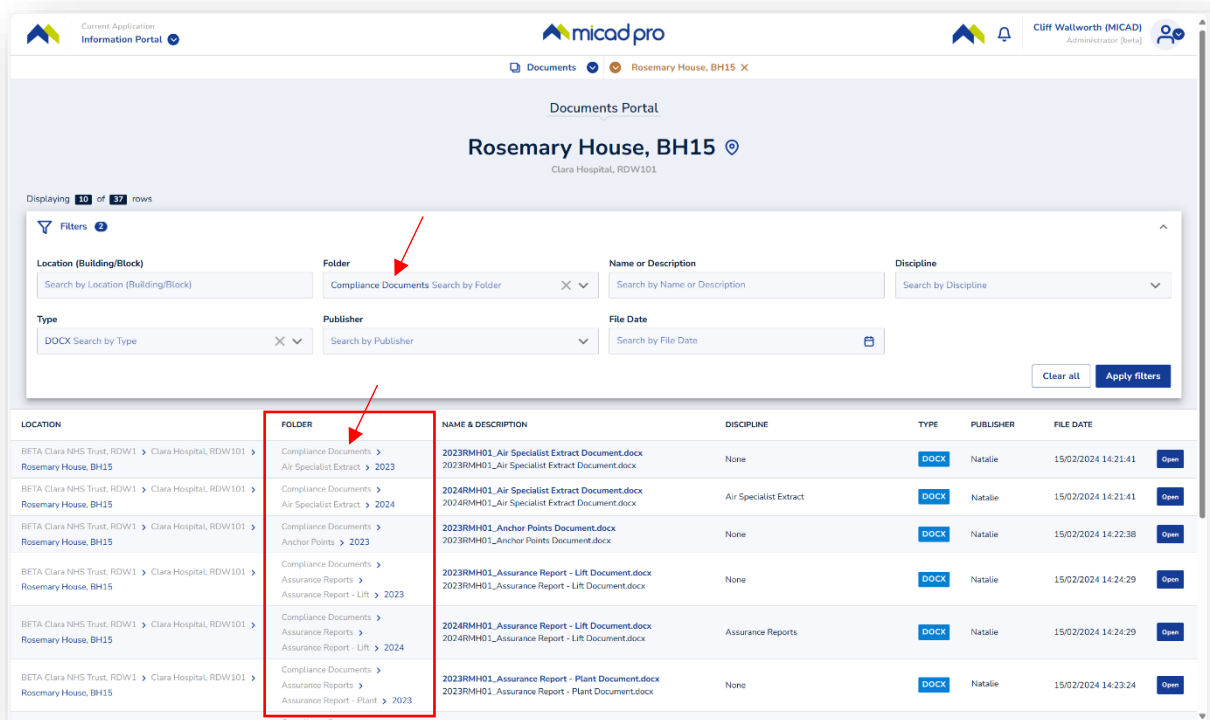 Current Application
Information Portal
micad pro
Cliff Wallworth (MICAD)
Administrator [beta]
Documents
Rosemary House, BH15
Documents Portal
Rosemary House, BH15
Clara Hospital, RDW101
Displaying 10 of 37 rows
Filters 2
Location (Building/Block) Folder Name or Description Discipline
Search by Location (Building/Block) Compliance Documents Search by Folder Search by Name or Description Search by Discipline
Type Publisher File Date
DOCX Search by Type Search by Publisher Search by File Date
Clear all Apply filters
LOCATION FOLDER NAME & DESCRIPTION DISCIPLINE TYPE PUBLISHER FILE DATE
BETA Clara NHS Trust, RDW1 > Clara Hospital, RDW101 >
Rosemary House, BH15
Compliance Documents >
Air Specialist Extract > 2023
2023RMH01_Air Specialist Extract Document.docx
2023RMH01_Air Specialist Extract Document.docx
None DOCX Natalie 15/02/2024 14:21:41 Open
BETA Clara NHS Trust, RDW1 > Clara Hospital, RDW101 >
Rosemary House, BH15
Compliance Documents >
Air Specialist Extract > 2024
2024RMH01_Air Specialist Extract Document.docx
2024RMH01_Air Specialist Extract Document.docx
Air Specialist Extract DOCX Natalie 15/02/2024 14:21:41 Open
BETA Clara NHS Trust, RDW1 > Clara Hospital, RDW101 >
Rosemary House, BH15
Compliance Documents >
Anchor Points > 2023
2023RMH01_Anchor Points Document.docx
2023RMH01_Anchor Points Document.docx
None DOCX Natalie 15/02/2024 14:22:38 Open
BETA Clara NHS Trust, RDW1 > Clara Hospital, RDW101 >
Rosemary House, BH15
Compliance Documents >
Assurance Reports >
Assurance Report - Lift > 2023
2023RMH01_Assurance Report - Lift Document.docx
2023RMH01_Assurance Report - Lift Document.docx
None DOCX Natalie 15/02/2024 14:24:29 Open
BETA Clara NHS Trust, RDW1 > Clara Hospital, RDW101 >
Rosemary House, BH15
Compliance Documents >
Assurance Reports >
Assurance Report - Lift > 2024
2024RMH01_Assurance Report - Lift Document.docx
2024RMH01_Assurance Report - Lift Document.docx
Assurance Reports DOCX Natalie 15/02/2024 14:24:29 Open
BETA Clara NHS Trust, RDW1 > Clara Hospital, RDW101 >
Rosemary House, BH15
Compliance Documents >
Assurance Reports >
Assurance Report - Plant > 2023
2023RMH01_Assurance Report - Plant Document.docx
2023RMH01_Assurance Report - Plant Document.docx
None DOCX Natalie 15/02/2024 14:23:24 Open